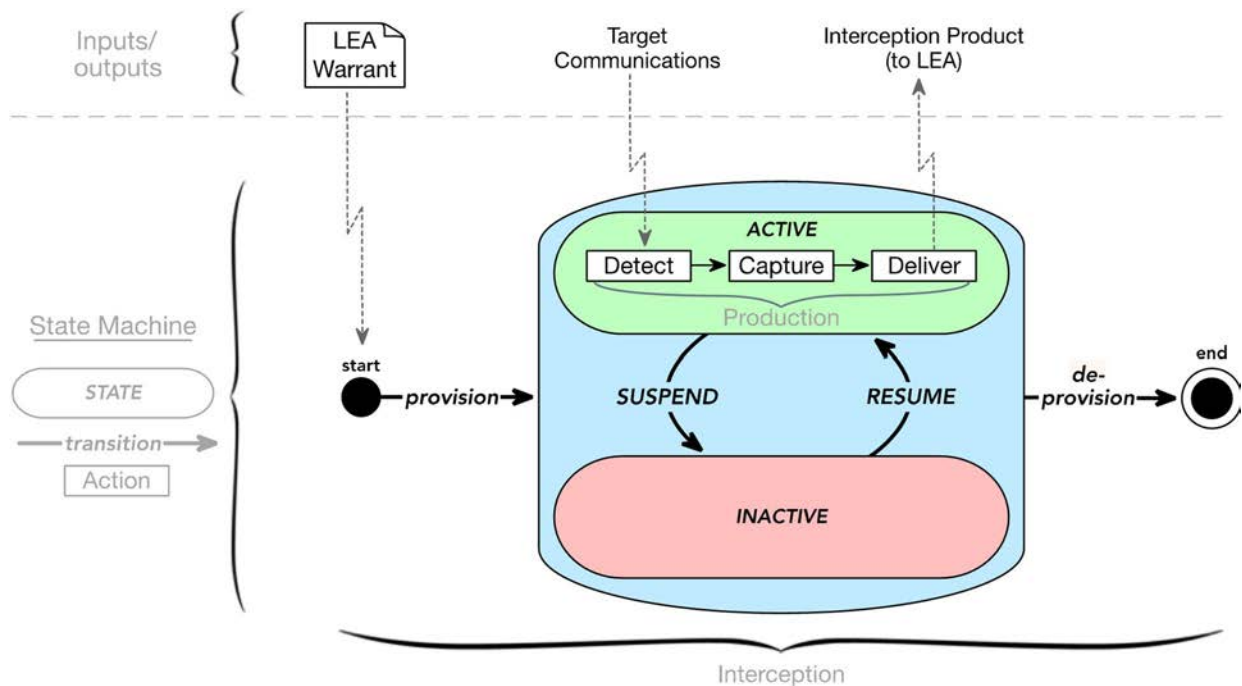 Inputs/
outputs
LEA
Warrant
Target
Communications
Interception Product
(to LEA)
ACTIVE
Detect
Capture
Deliver
Production
State Machine
STATE
transition
Action
start
provision
SUSPEND
RESUME
de-
provision
end
INACTIVE
Interception